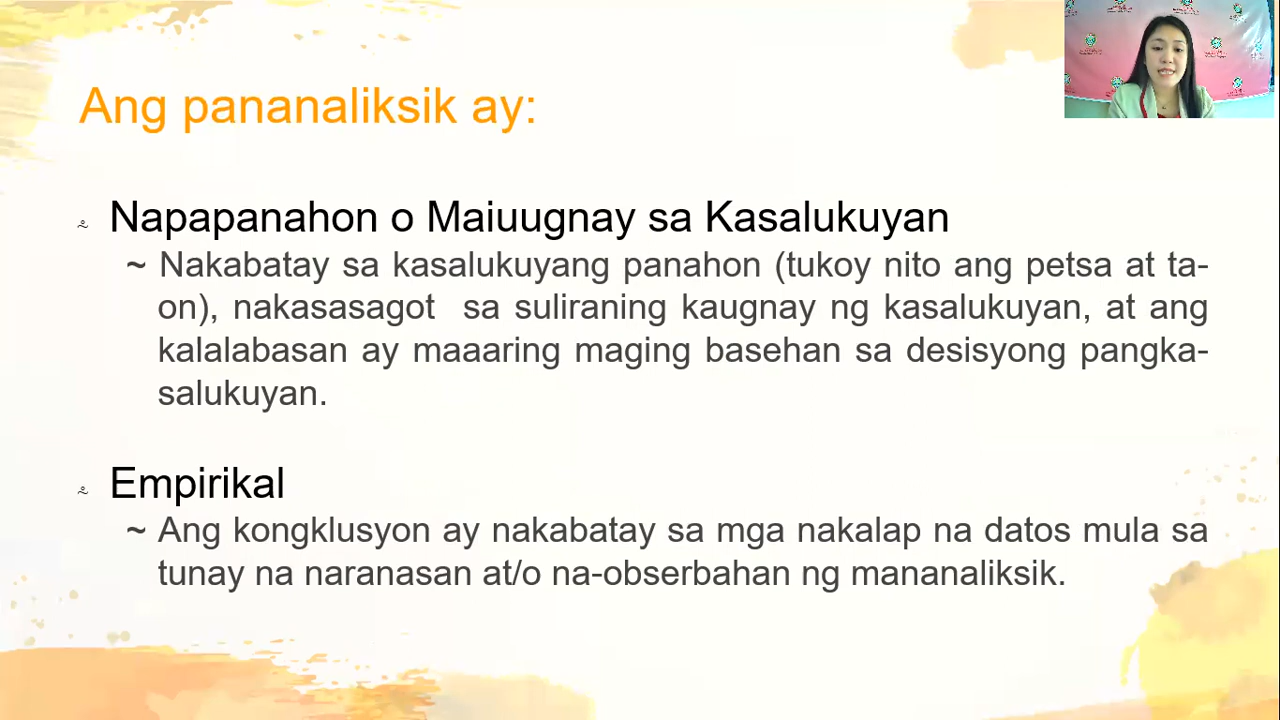 Ang pananaliksik ay:
Napapanahon o Maiuugnay sa Kasalukuyan
~ Nakabatay sa kasalukuyang panahon (tukoy nito ang petsa at ta-
on), nakasasagot sa suliraning kaugnay ng kasalukuyan, at ang
kalalabasan ay maaaring maging basehan sa desisyong pangka-
salukuyan.
Empirikal
~ Ang kongklusyon ay nakabatay sa mga nakalap na datos mula sa
tunay na naranasan at/o na-obserbahan ng mananaliksik.